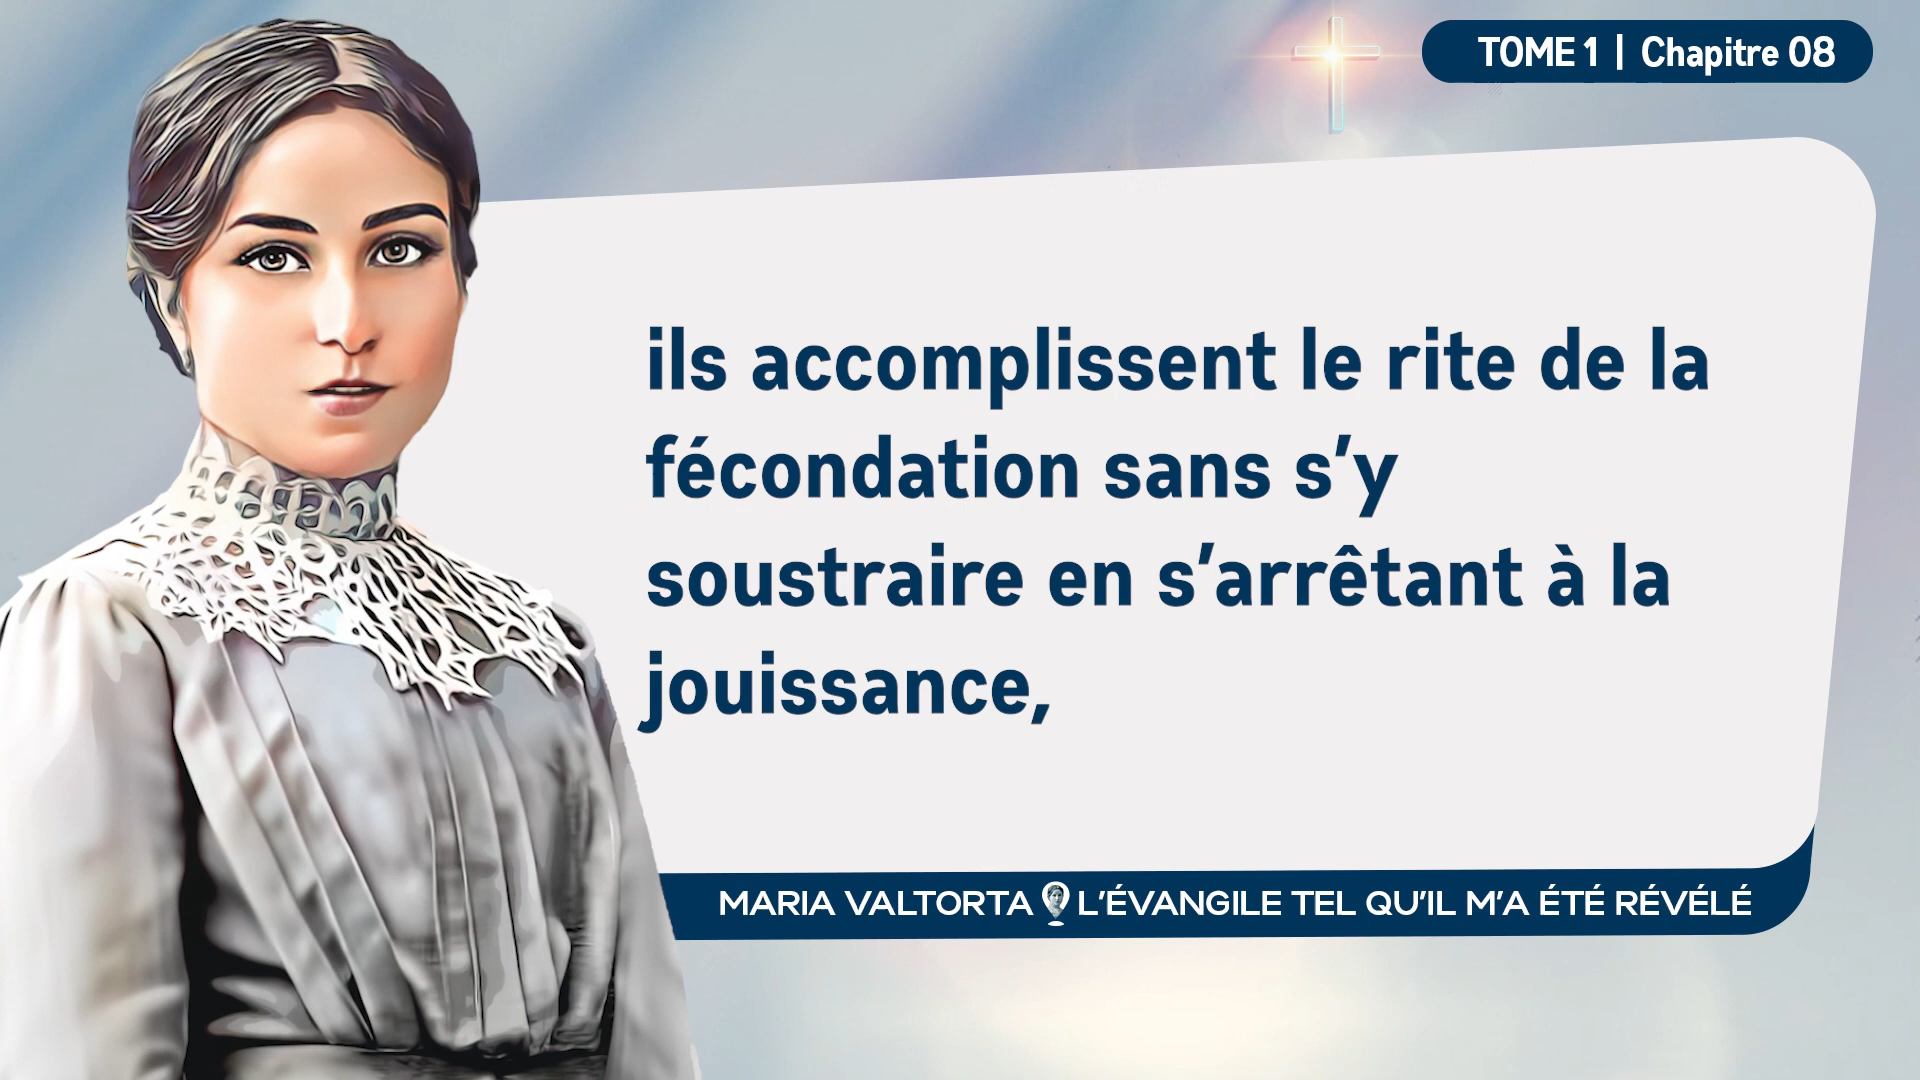 TOME 1 | Chapitre 08
ils accomplissent le rite de la
fécondation sans s’y
soustraire en s’arrêtant à la
jouissance,
MARIA VALTORTA L’ÉVANGILE TEL QU’IL M’A ÉTÉ RÉVÉLÉ